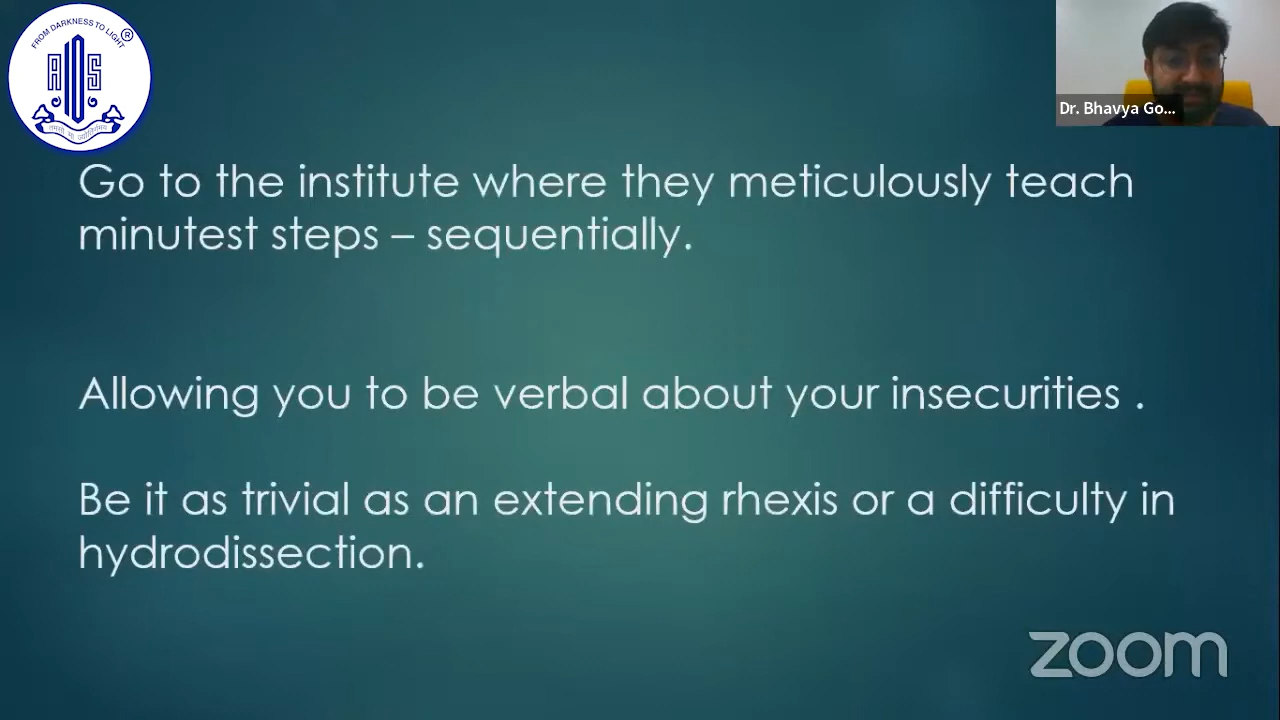 FROM DARKNESS TO LIGHT
®
AIOS
तमसो मा ज्योतिर्गमय
Dr. Bhavya Go...
Go to the institute where they meticulously teach
minutest steps – sequentially.
Allowing you to be verbal about your insecurities .
Be it as trivial as an extending rhexis or a difficulty in
hydrodissection.
zoom